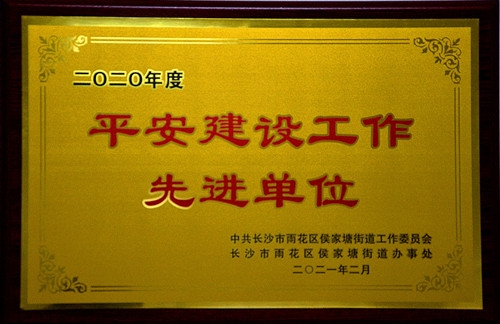 二〇二〇年度
平安建设工作
先进单位
中共长沙市雨花区侯家塘街道工作委员会
长沙市雨花区侯家塘街道办事处
二〇二一年二月